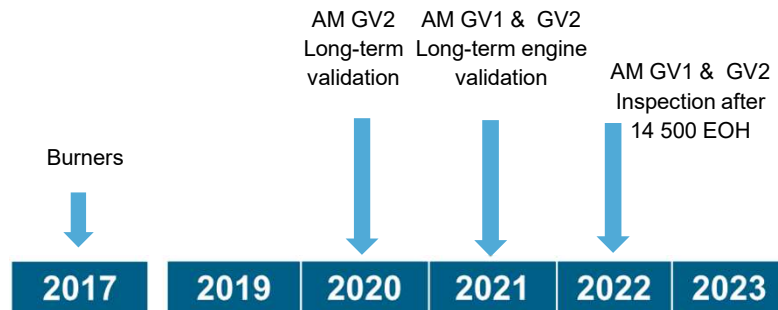 AM GV2
Long-term
validation
AM GV1 & GV2
Long-term engine
validation
AM GV1 & GV2
Inspection after
14 500 EOH
Burners
2017
2019
2020
2021
2022
2023